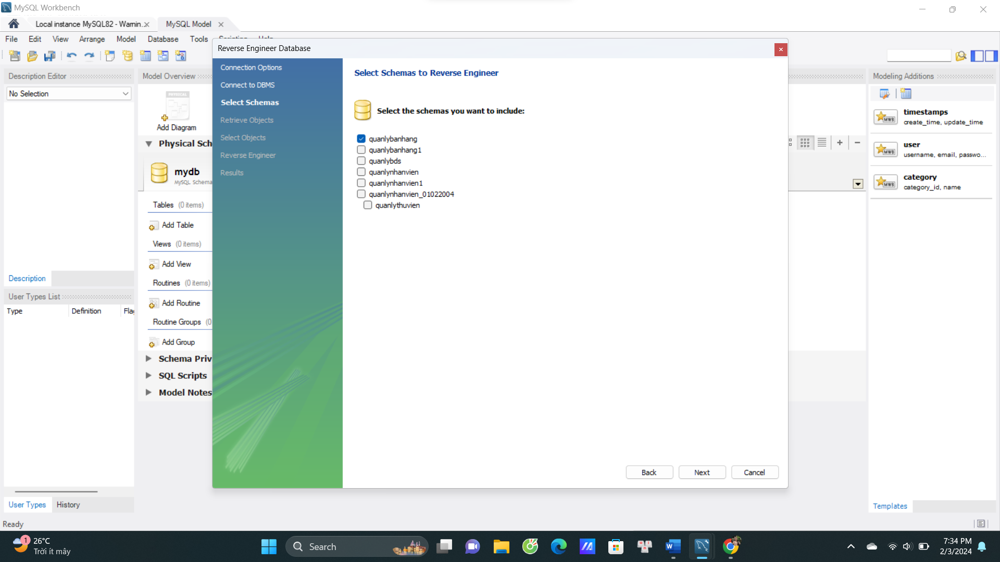 MySQL Workbench
Local instance MySQL82 - Warnin...
MySQL Model
File Edit View Arrange Model Database Tools
Reverse Engineer Database
Description Editor
No Selection
Description
User Types List
Type Definition Flag
User Types History
Ready
Model Overview
PHYSICAL
Add Diagram
Physical Sch
mydb
MySQL Schema
Tables (0 items)
Add Table
Views (0 items)
Add View
Routines (0 items)
Add Routine
Routine Groups (0
Add Group
Schema Priv
SQL Scripts
Model Notes
Connection Options
Connect to DBMS
Select Schemas
Retrieve Objects
Select Objects
Reverse Engineer
Results
Select Schemas to Reverse Engineer
Select the schemas you want to include:
quanlybanhang
quanlybanhang1
quanlybds
quanlynhanvien
quanlynhanvien1
quanlynhanvien_01022004
quanlythuvien
Back Next Cancel
Modeling Additions
MWB
timestamps
create_time, update_time
MWB
user
username, email, passwo...
MWB
category
category_id, name
Templates
1
26°C
Trời ít mây
Search
W
7:34 PM
2/3/2024